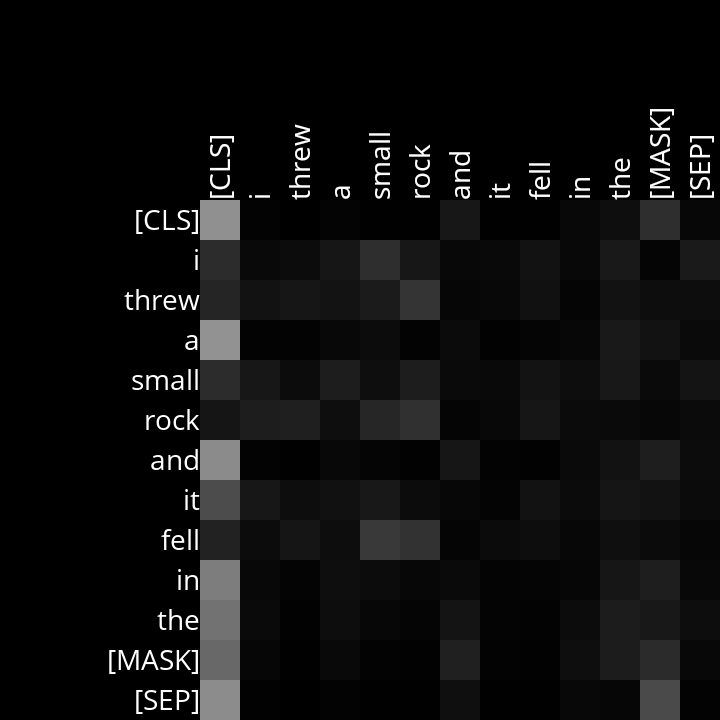 [CLS] i threw a small rock and it fell in the [MASK] [SEP]
[CLS]
i
threw
a
small
rock
and
it
fell
in
the
[MASK]
[SEP]